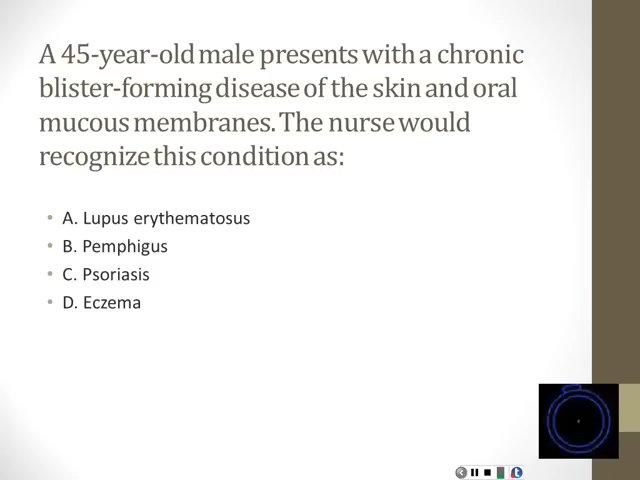 A 45-year-old male presents with a chronic
blister-forming disease of the skin and oral
mucous membranes. The nurse would
recognize this condition as:
• A. Lupus erythematosus
• B. Pemphigus
• C. Psoriasis
• D. Eczema